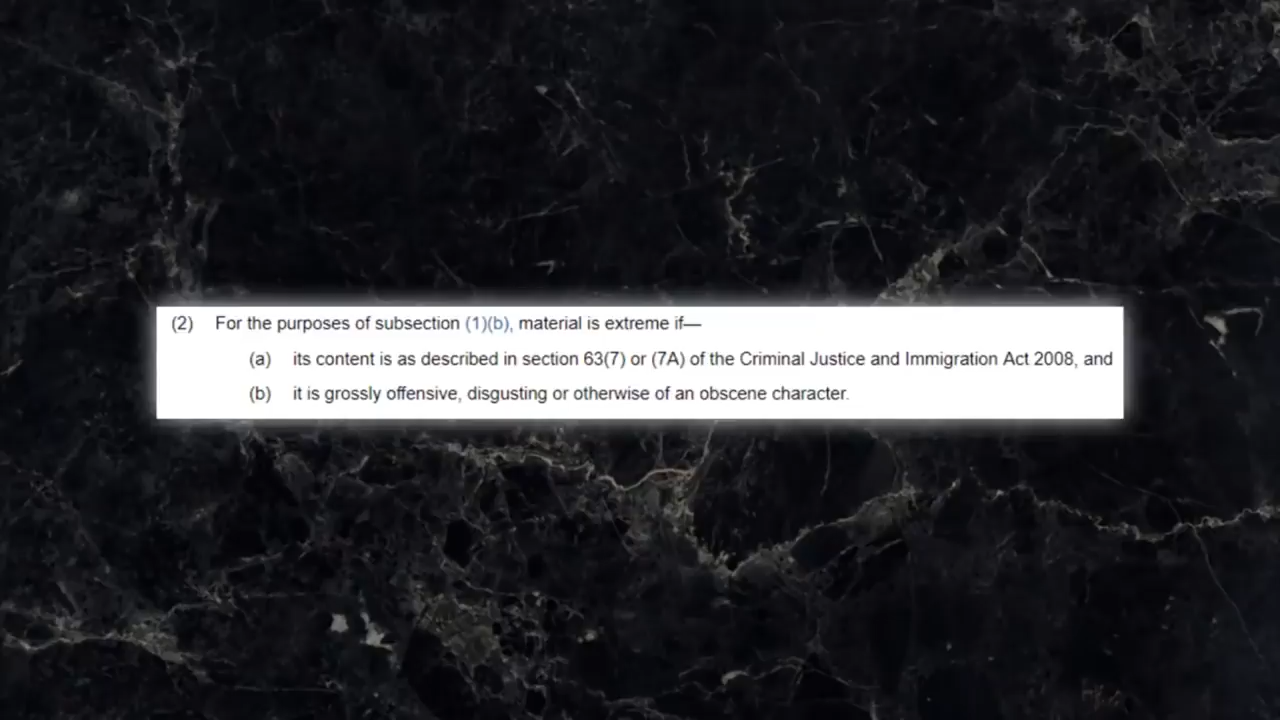 (2) For the purposes of subsection (1)(b), material is extreme if—
(a) its content is as described in section 63(7) or (7A) of the Criminal Justice and Immigration Act 2008, and
(b) it is grossly offensive, disgusting or otherwise of an obscene character.